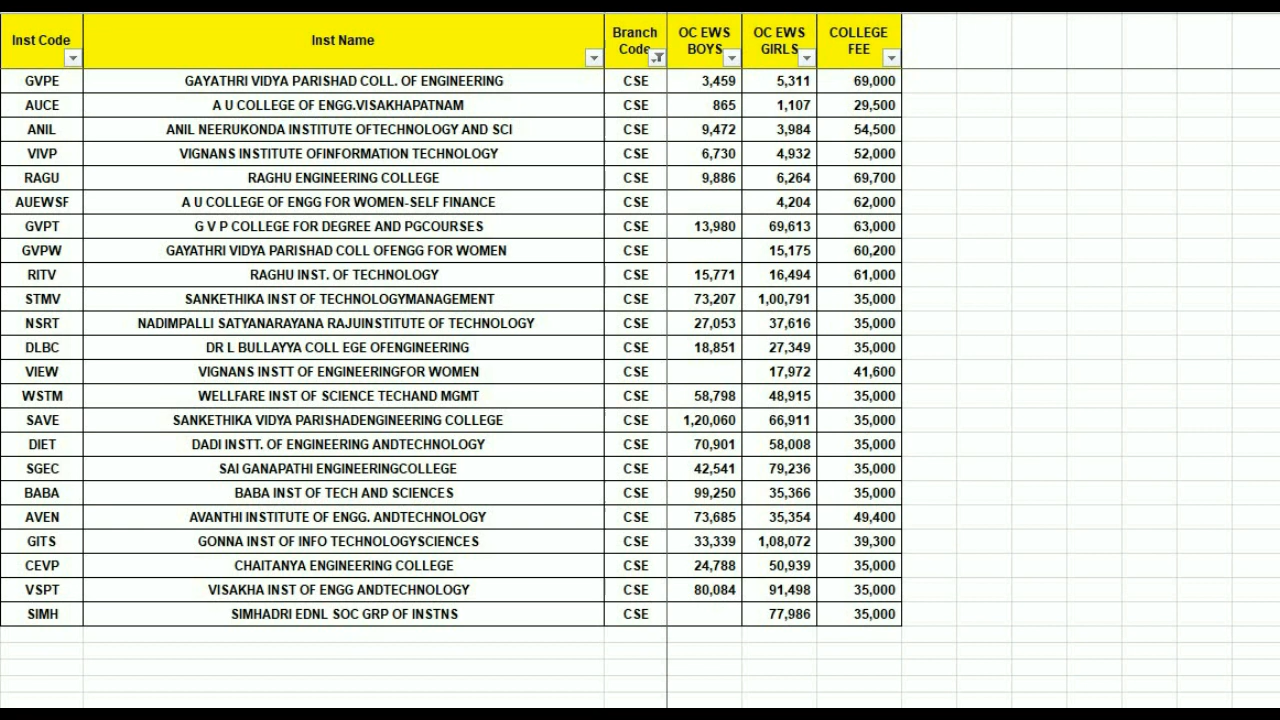 Inst Code Inst Name Branch Code OC EWS BOYS OC EWS GIRLS COLLEGE FEE
GVPE GAYATHRI VIDYA PARISHAD COLL. OF ENGINEERING CSE 3,459 5,311 69,000
AUCE A U COLLEGE OF ENGG.VISAKHAPATNAM CSE 865 1,107 29,500
ANIL ANIL NEERUKONDA INSTITUTE OFTECHNOLOGY AND SCI CSE 9,472 3,984 54,500
VIVP VIGNANS INSTITUTE OFINFORMATION TECHNOLOGY CSE 6,730 4,932 52,000
RAGU RAGHU ENGINEERING COLLEGE CSE 9,886 6,264 69,700
AUEWSF A U COLLEGE OF ENGG FOR WOMEN-SELF FINANCE CSE 4,204 62,000
GVPT G V P COLLEGE FOR DEGREE AND PGCOURSES CSE 13,980 69,613 63,000
GVPW GAYATHRI VIDYA PARISHAD COLL OFENGG FOR WOMEN CSE 15,175 60,200
RITV RAGHU INST. OF TECHNOLOGY CSE 15,771 16,494 61,000
STMV SANKETHIKA INST OF TECHNOLOGYMANAGEMENT CSE 73,207 1,00,791 35,000
NSRT NADIMPALLI SATYANARAYANA RAJUINSTITUTE OF TECHNOLOGY CSE 27,053 37,616 35,000
DLBC DR L BULLAYYA COLL EGE OFENGINEERING CSE 18,851 27,349 35,000
VIEW VIGNANS INSTT OF ENGINEERINGFOR WOMEN CSE 17,972 41,600
WSTM WELLFARE INST OF SCIENCE TECHAND MGMT CSE 58,798 48,915 35,000
SAVE SANKETHIKA VIDYA PARISHADENGINEERING COLLEGE CSE 1,20,060 66,911 35,000
DIET DADI INSTT. OF ENGINEERING ANDTECHNOLOGY CSE 70,901 58,008 35,000
SGEC SAI GANAPATHI ENGINEERINGCOLLEGE CSE 42,541 79,236 35,000
BABA BABA INST OF TECH AND SCIENCES CSE 99,250 35,366 35,000
AVEN AVANTHI INSTITUTE OF ENGG. ANDTECHNOLOGY CSE 73,685 35,354 49,400
GITS GONNA INST OF INFO TECHNOLOGYSCIENCES CSE 33,339 1,08,072 39,300
CEVP CHAITANYA ENGINEERING COLLEGE CSE 24,788 50,939 35,000
VSPT VISAKHA INST OF ENGG ANDTECHNOLOGY CSE 80,084 91,498 35,000
SIMH SIMHADRI EDNL SOC GRP OF INSTNS CSE 77,986 35,000